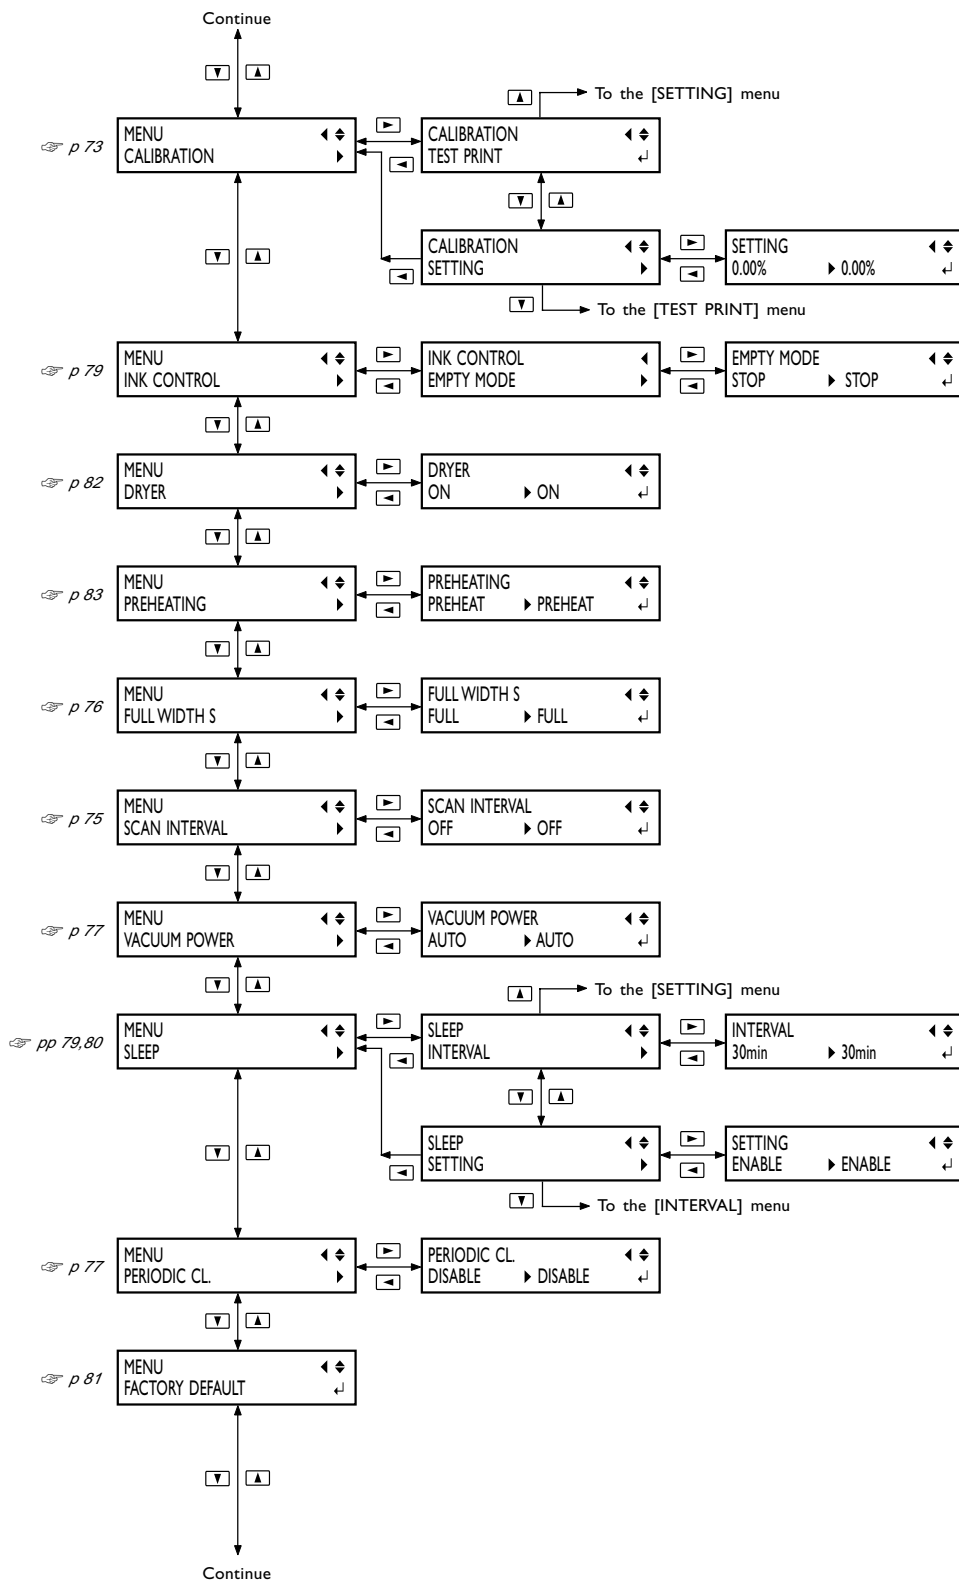 Continue
▼ ▲
▲ To the [SETTING] menu
☞ p 73
MENU ◀ ◆
CALIBRATION ▶
▶
◀
CALIBRATION ◀ ◆
TEST PRINT ↵
▼ ▲
▼ ▲
◀
CALIBRATION ◀ ◆
SETTING ▶
▶
◀
SETTING ◀ ◆
0.00% ▶ 0.00% ↵
▼ To the [TEST PRINT] menu
☞ p 79
MENU ◀ ◆
INK CONTROL ▶
▶
◀
INK CONTROL ◀
EMPTY MODE ▶
▶
◀
EMPTY MODE ◀ ◆
STOP ▶ STOP ↵
▼ ▲
☞ p 82
MENU ◀ ◆
DRYER ▶
▶
◀
DRYER ◀ ◆
ON ▶ ON ↵
▼ ▲
☞ p 83
MENU ◀ ◆
PREHEATING ▶
▶
◀
PREHEATING ◀ ◆
PREHEAT ▶ PREHEAT ↵
▼ ▲
☞ p 76
MENU ◀ ◆
FULL WIDTH S ▶
▶
◀
FULL WIDTH S ◀ ◆
FULL ▶ FULL ↵
▼ ▲
☞ p 75
MENU ◀ ◆
SCAN INTERVAL ▶
▶
◀
SCAN INTERVAL ◀ ◆
OFF ▶ OFF ↵
▼ ▲
☞ p 77
MENU ◀ ◆
VACUUM POWER ▶
▶
◀
VACUUM POWER ◀ ◆
AUTO ▶ AUTO ↵
▼ ▲
▲ To the [SETTING] menu
☞ pp 79,80
MENU ◀ ◆
SLEEP ▶
▶
◀
SLEEP ◀ ◆
INTERVAL ▶
▶
◀
INTERVAL ◀ ◆
30min ▶ 30min ↵
▼ ▲
▼ ▲
◀
SLEEP ◀ ◆
SETTING ▶
▶
◀
SETTING ◀ ◆
ENABLE ▶ ENABLE ↵
▼ To the [INTERVAL] menu
☞ p 77
MENU ◀ ◆
PERIODIC CL. ▶
▶
◀
PERIODIC CL. ◀ ◆
DISABLE ▶ DISABLE ↵
▼ ▲
☞ p 81
MENU ◀ ◆
FACTORY DEFAULT ↵
▼ ▲
Continue